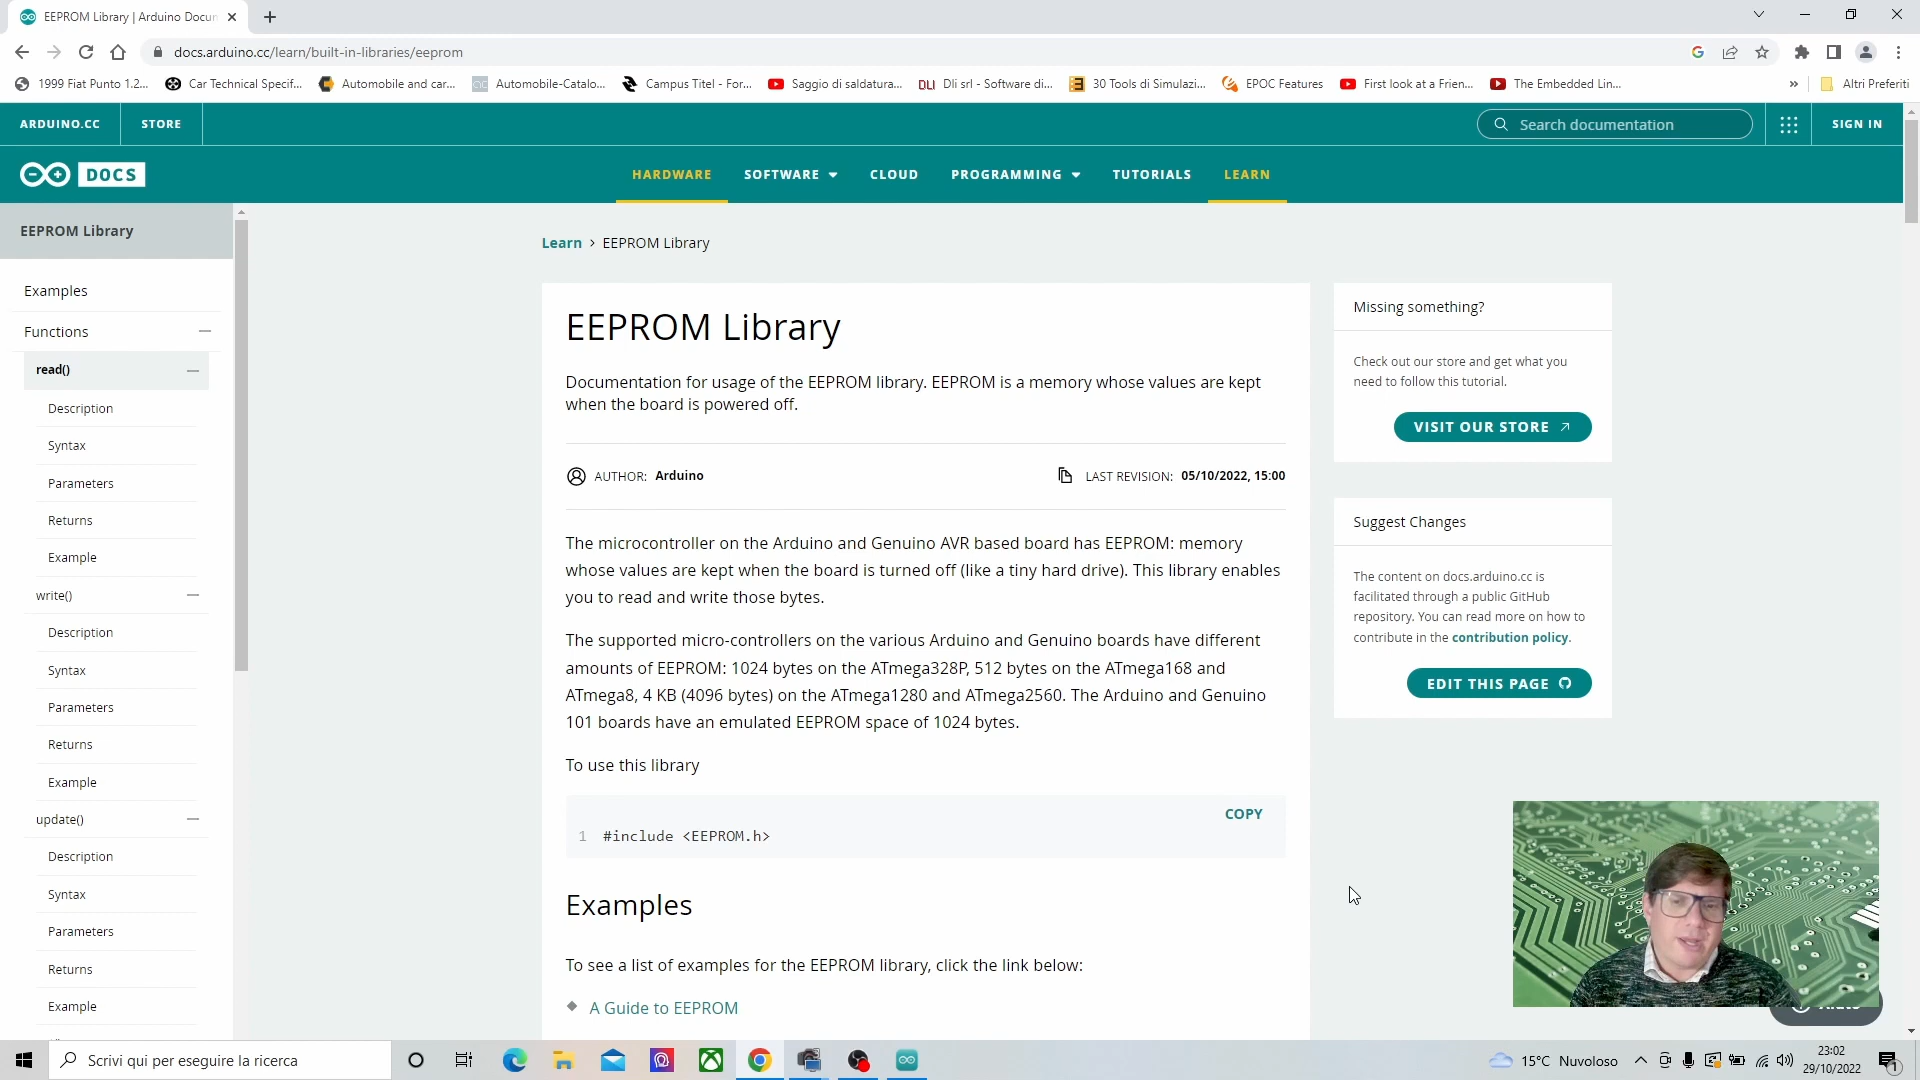 EEPROM Library | Arduino Docum
docs.arduino.cc/learn/built-in-libraries/eeprom
1999 Fiat Punto 1.2... Car Technical Specif... Automobile and car... Automobile-Catalo... Campus Titel - For... Saggio di saldatura... Dli srl - Software di... 30 Tools di Simulazi... EPOC Features First look at a Frien... The Embedded Lin... » Altri Preferiti
ARDUINO.CC STORE Search documentation SIGN IN
DOCS HARDWARE SOFTWARE CLOUD PROGRAMMING TUTORIALS LEARN
EEPROM Library
Examples
Functions
read()
Description
Syntax
Parameters
Returns
Example
write()
Description
Syntax
Parameters
Returns
Example
update()
Description
Syntax
Parameters
Returns
Example
Learn > EEPROM Library
EEPROM Library
Documentation for usage of the EEPROM library. EEPROM is a memory whose values are kept
when the board is powered off.
AUTHOR: Arduino LAST REVISION: 05/10/2022, 15:00
The microcontroller on the Arduino and Genuino AVR based board has EEPROM: memory
whose values are kept when the board is turned off (like a tiny hard drive). This library enables
you to read and write those bytes.
The supported micro-controllers on the various Arduino and Genuino boards have different
amounts of EEPROM: 1024 bytes on the ATmega328P, 512 bytes on the ATmega168 and
ATmega8, 4 KB (4096 bytes) on the ATmega1280 and ATmega2560. The Arduino and Genuino
101 boards have an emulated EEPROM space of 1024 bytes.
To use this library
COPY
1 #include <EEPROM.h>
Examples
To see a list of examples for the EEPROM library, click the link below:
A Guide to EEPROM
Missing something?
Check out our store and get what you
need to follow this tutorial.
VISIT OUR STORE
Suggest Changes
The content on docs.arduino.cc is
facilitated through a public GitHub
repository. You can read more on how to
contribute in the contribution policy.
EDIT THIS PAGE
Scrivi qui per eseguire la ricerca
15°C Nuvoloso
23:02
29/10/2022
1